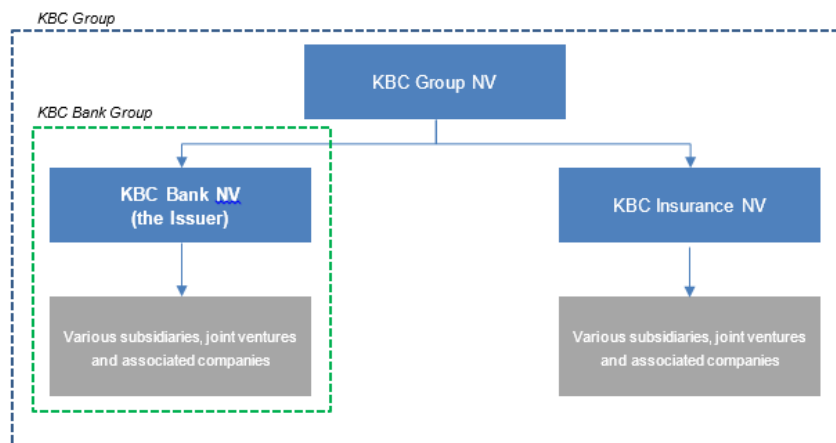 KBC Group
KBC Group NV
KBC Bank Group
KBC Bank NV
(the Issuer)
KBC Insurance NV
Various subsidiaries, joint ventures
and associated companies
Various subsidiaries, joint ventures
and associated companies